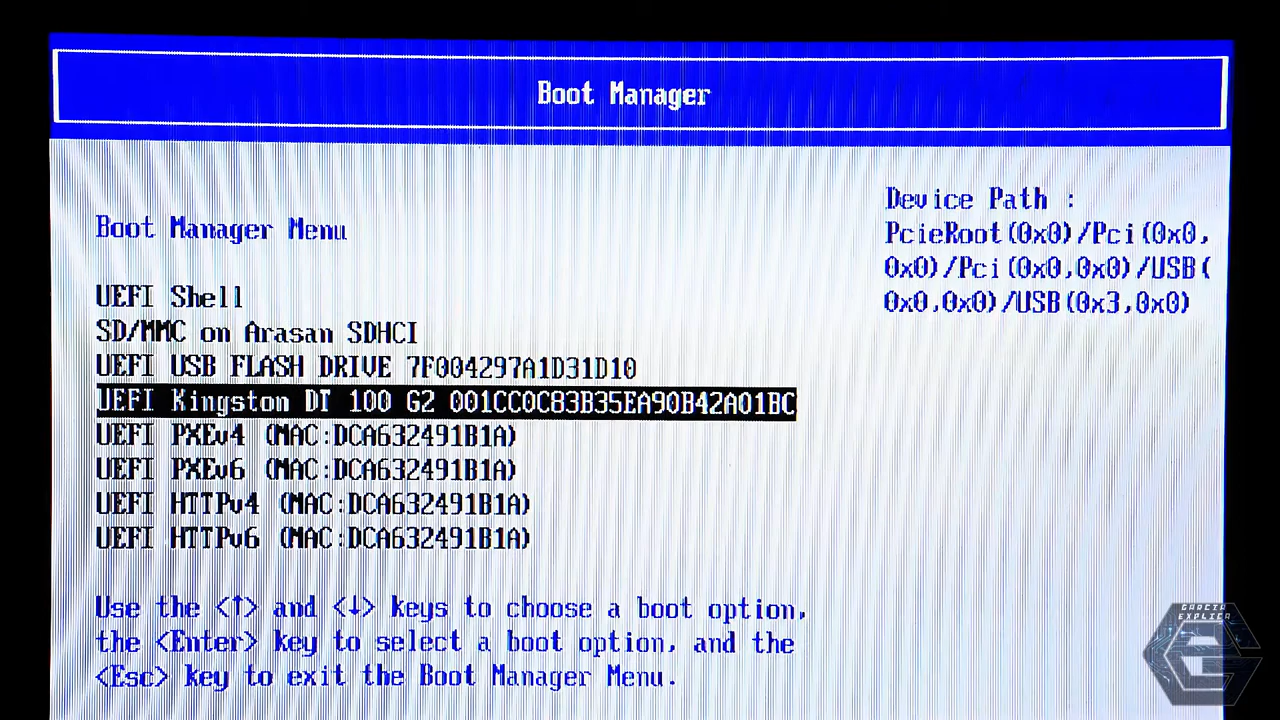 Boot Manager
Boot Manager Menu
UEFI Shell
SD/MMC on Arasan SDHCI
UEFI USB FLASH DRIVE 7F004297A1D31D10
UEFI Kingston DT 100 G2 001CC0C83B35EA90B42A01BC
UEFI PXEv4 (MAC:DCA632491B1A)
UEFI PXEv6 (MAC:DCA632491B1A)
UEFI HTTPv4 (MAC:DCA632491B1A)
UEFI HTTPv6 (MAC:DCA632491B1A)
Use the <↑> and <↓> keys to choose a boot option,
the <Enter> key to select a boot option, and the
<Esc> key to exit the Boot Manager Menu.
Device Path :
PcieRoot(0x0)/Pci(0x0,
0x0)/Pci(0x0,0x0)/USB(
0x0,0x0)/USB(0x3,0x0)
GARCIA
EXPLICA